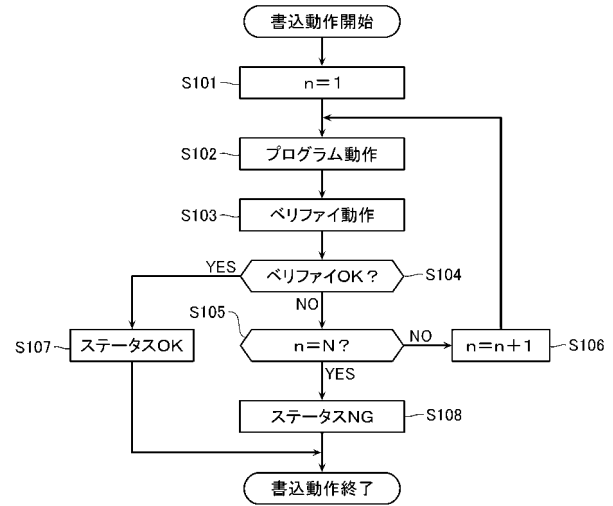 書込動作開始
S101
n=1
S102
プログラム動作
S103
ベリファイ動作
YES
ベリファイOK?
S104
NO
S105
n=N?
NO
n=n+1
S106
S107
ステータスOK
YES
ステータスNG
S108
書込動作終了